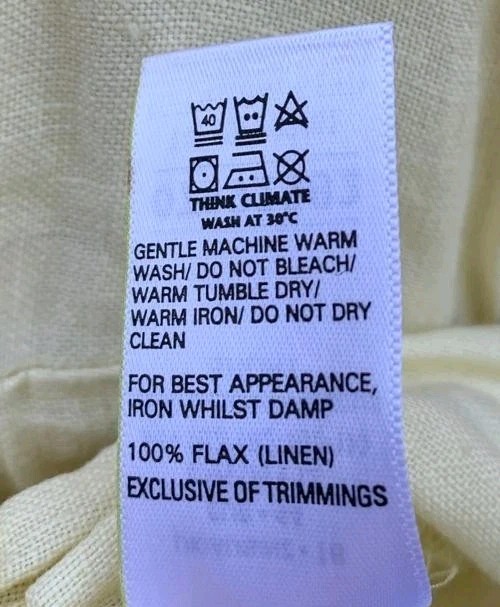 40
THINK CLIMATE
WASH AT 30°C
GENTLE MACHINE WARM
WASH/ DO NOT BLEACH/
WARM TUMBLE DRY/
WARM IRON/ DO NOT DRY
CLEAN
FOR BEST APPEARANCE,
IRON WHILST DAMP
100% FLAX (LINEN)
EXCLUSIVE OF TRIMMINGS